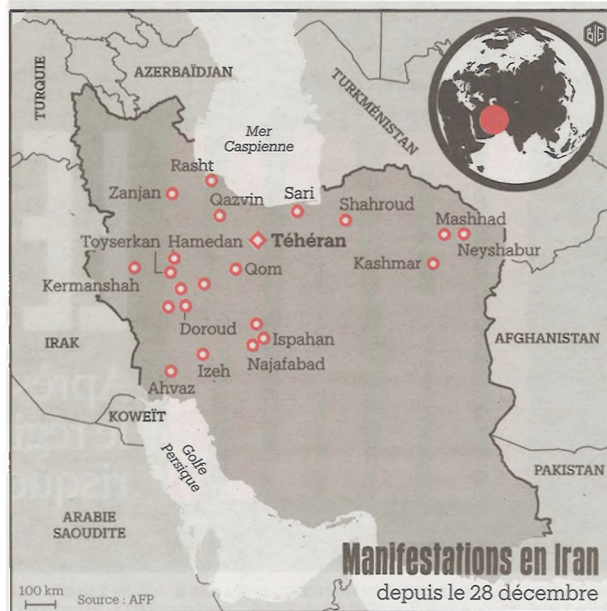 TURQUIE
AZERBAÏDJAN
TURKMÉNISTAN
Mer
Caspienne
Rasht
Zanjan
Qazvin
Sari
Shahroud
Mashhad
Neyshabur
Toyserkan
Hamedan
Téhéran
Kermanshah
Qom
Kashmar
IRAK
Doroud
Ispahan
Najafabad
AFGHANISTAN
Izeh
Ahvaz
KOWEÏT
Golfe
Persique
PAKISTAN
ARABIE
SAOUDITE
Manifestations en Iran
depuis le 28 décembre
100 km
Source : AFP